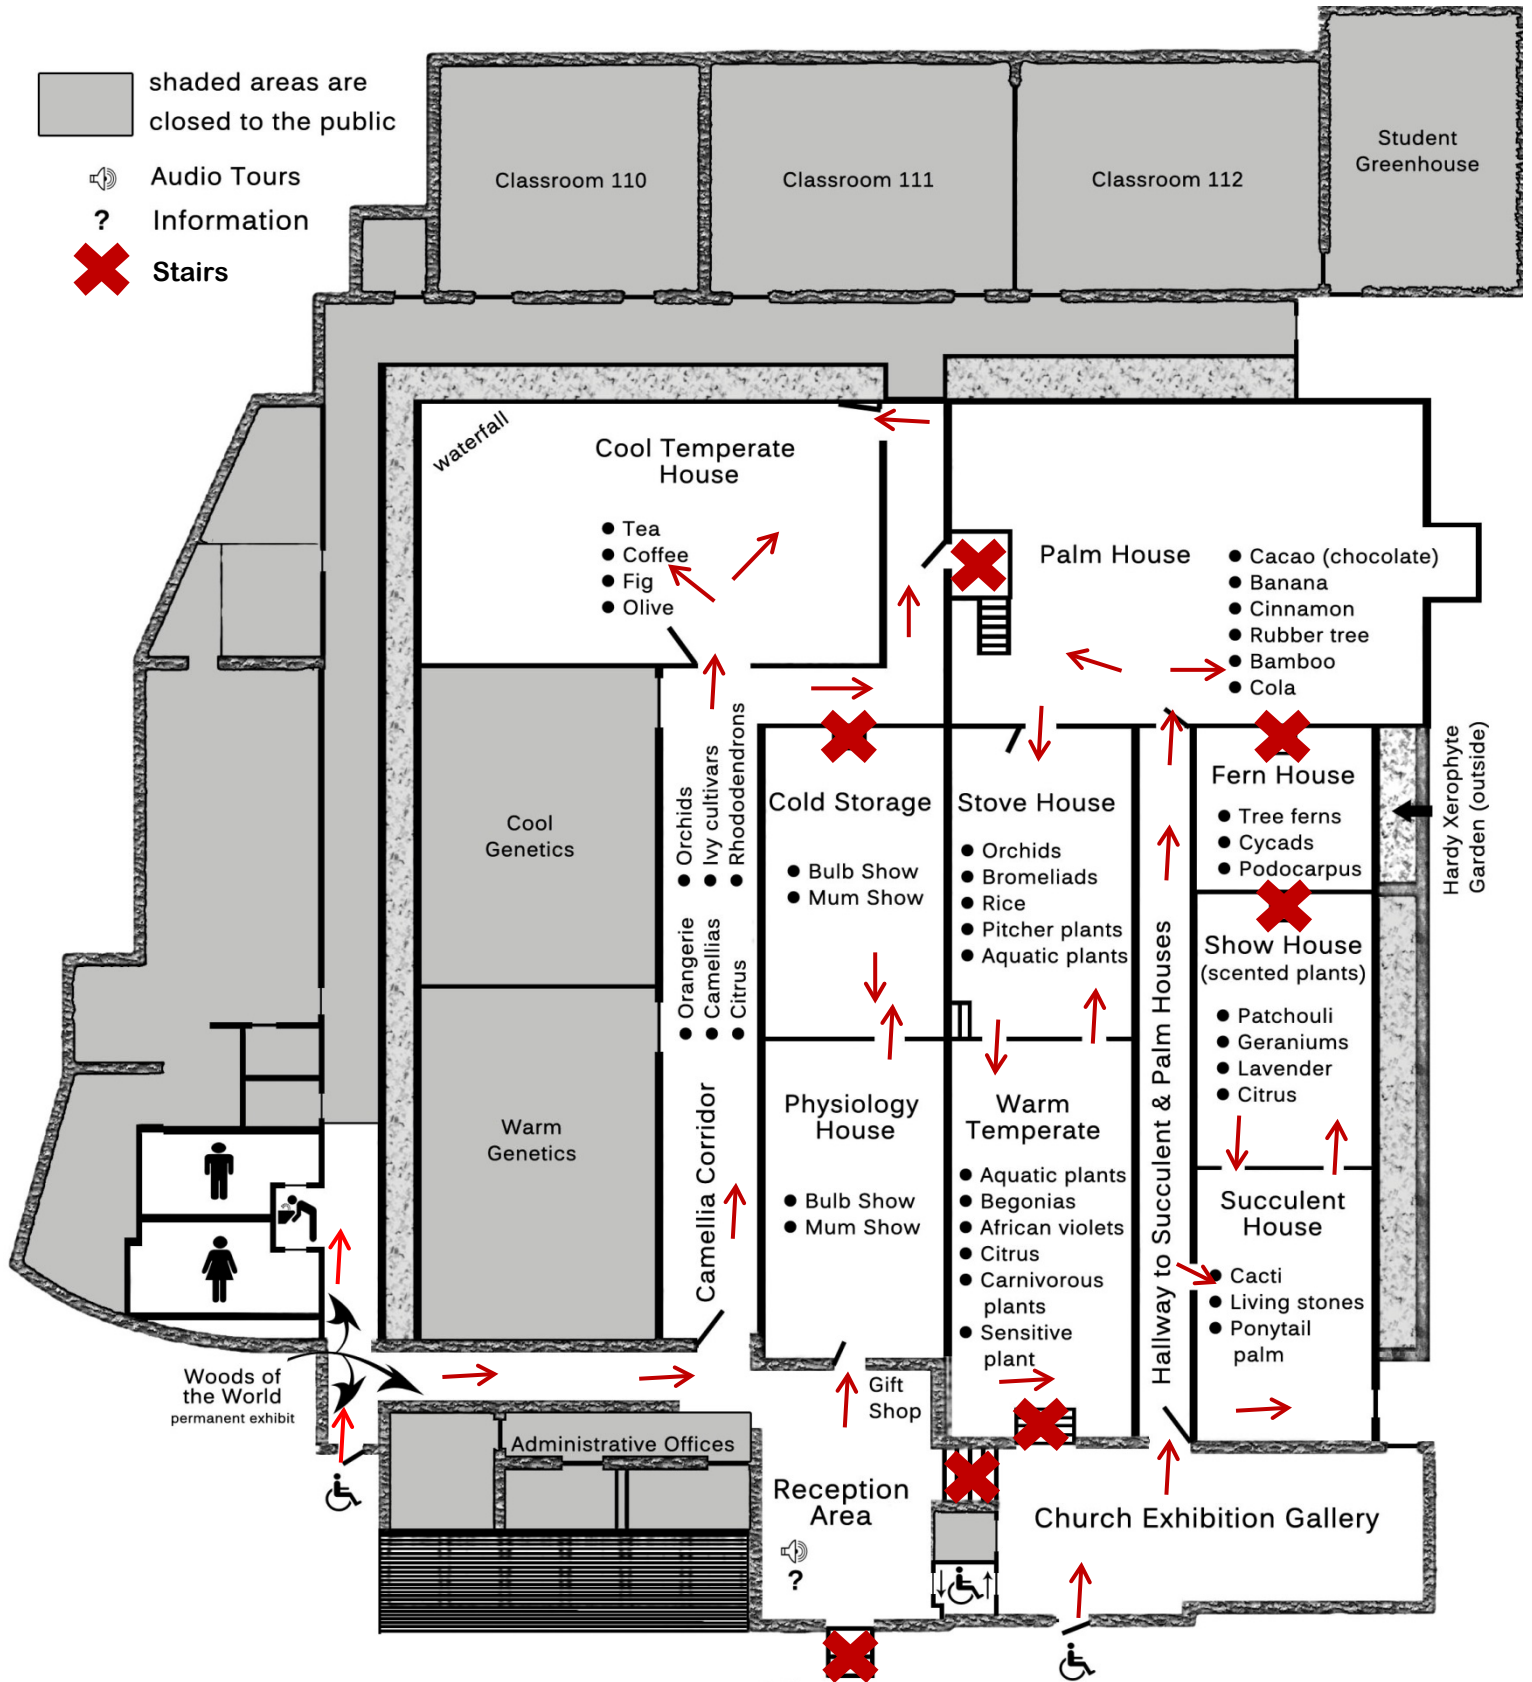 shaded areas are
closed to the public
Audio Tours
?
Information
Stairs
Classroom 110
Classroom 111
Classroom 112
Student
Greenhouse
waterfall
Cool Temperate
House
● Tea
● Coffee
● Fig
● Olive
Palm House
● Cacao (chocolate)
● Banana
● Cinnamon
● Rubber tree
● Bamboo
● Cola
Cool
Genetics
● Orchids
● Ivy cultivars
● Rhododendrons
Cold Storage
● Bulb Show
● Mum Show
Stove House
● Orchids
● Bromeliads
● Rice
● Pitcher plants
● Aquatic plants
Fern House
● Tree ferns
● Cycads
● Podocarpus
Hardy Xerophyte
Garden (outside)
● Orangerie
● Camellias
● Citrus
Hallway to Succulent & Palm Houses
Show House
(scented plants)
● Patchouli
● Geraniums
● Lavender
● Citrus
Warm
Genetics
Camellia Corridor
Physiology
House
● Bulb Show
● Mum Show
Warm
Temperate
● Aquatic plants
● Begonias
● African violets
● Citrus
● Carnivorous
plants
● Sensitive
plant
Succulent
House
● Cacti
● Living stones
● Ponytail
palm
Woods of
the World
permanent exhibit
Gift
Shop
Administrative Offices
Reception
Area
?
Church Exhibition Gallery